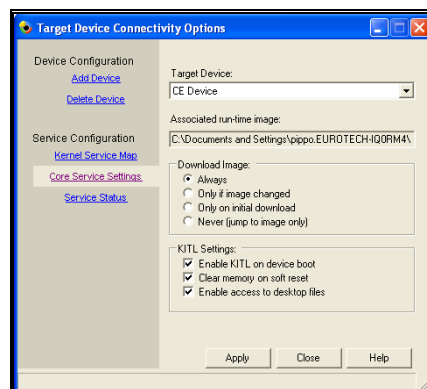 Target Device Connectivity Options
Device Configuration
Add Device
Delete Device
Service Configuration
Kernel Service Map
Core Service Settings
Service Status
Target Device:
CE Device
Associated run-time image:
C:\Documents and Settings\pippo.EUROTECH-IQ0RM4\
Download Image:
Always
Only if image changed
Only on initial download
Never (jump to image only)
KITL Settings:
Enable KITL on device boot
Clear memory on soft reset
Enable access to desktop files
Apply
Close
Help